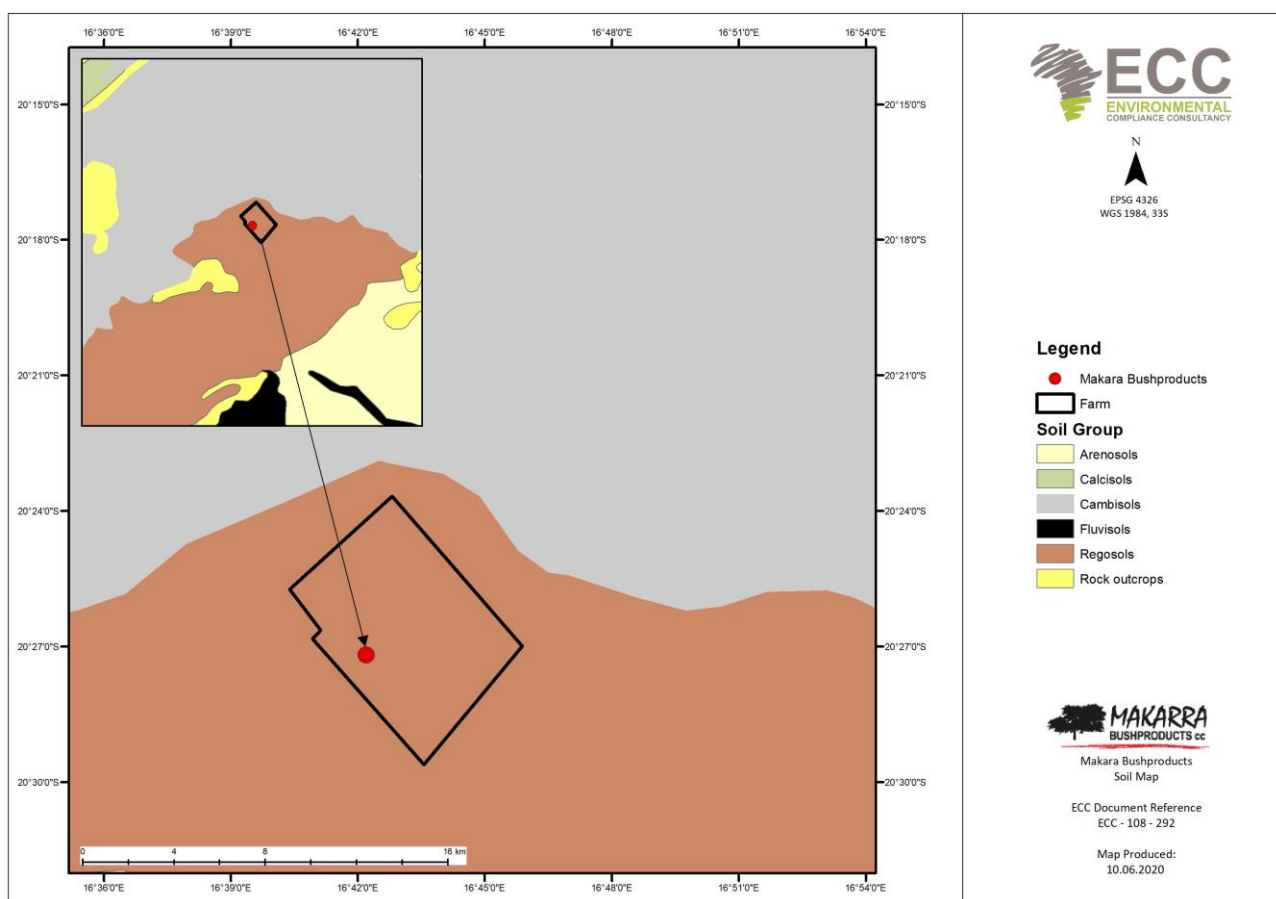 16°36'0"E 16°39'0"E 16°42'0"E 16°45'0"E 16°48'0"E 16°51'0"E 16°54'0"E
20°15'0"S 20°15'0"S
20°18'0"S 20°18'0"S
20°21'0"S 20°21'0"S
20°24'0"S 20°24'0"S
20°27'0"S 20°27'0"S
20°30'0"S 20°30'0"S
0 4 8 16 km
16°36'0"E 16°39'0"E 16°42'0"E 16°45'0"E 16°48'0"E 16°51'0"E 16°54'0"E
ECC
ENVIRONMENTAL
COMPLIANCE CONSULTANCY
N
EPSG 4326
WGS 1984, 33S
Legend
Makara Bushproducts
Farm
Soil Group
Arenosols
Calcisols
Cambisols
Fluvisols
Regosols
Rock outcrops
MAKARRA
BUSHPRODUCTS cc
Makara Bushproducts
Soil Map
ECC Document Reference
ECC - 108 - 292
Map Produced:
10.06.2020